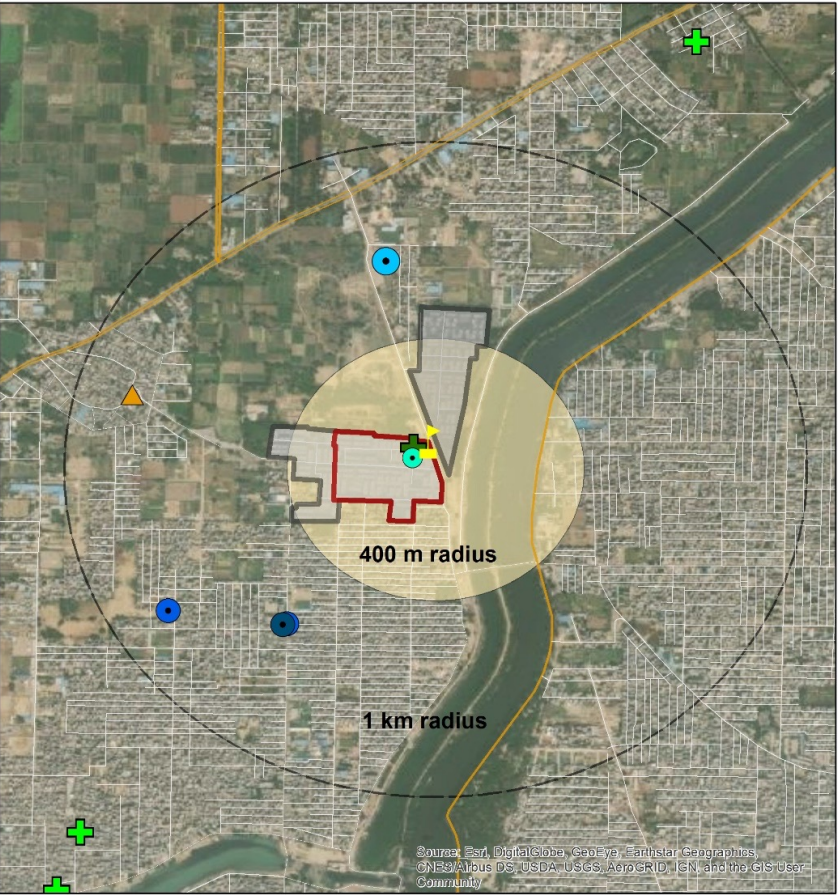 400 m radius
1 km radius
Source: Esri, DigitalGlobe, GeoEye, Earthstar Geographics,
CNES/Airbus DS, USDA, USGS, AeroGRID, IGN, and the GIS User
Community